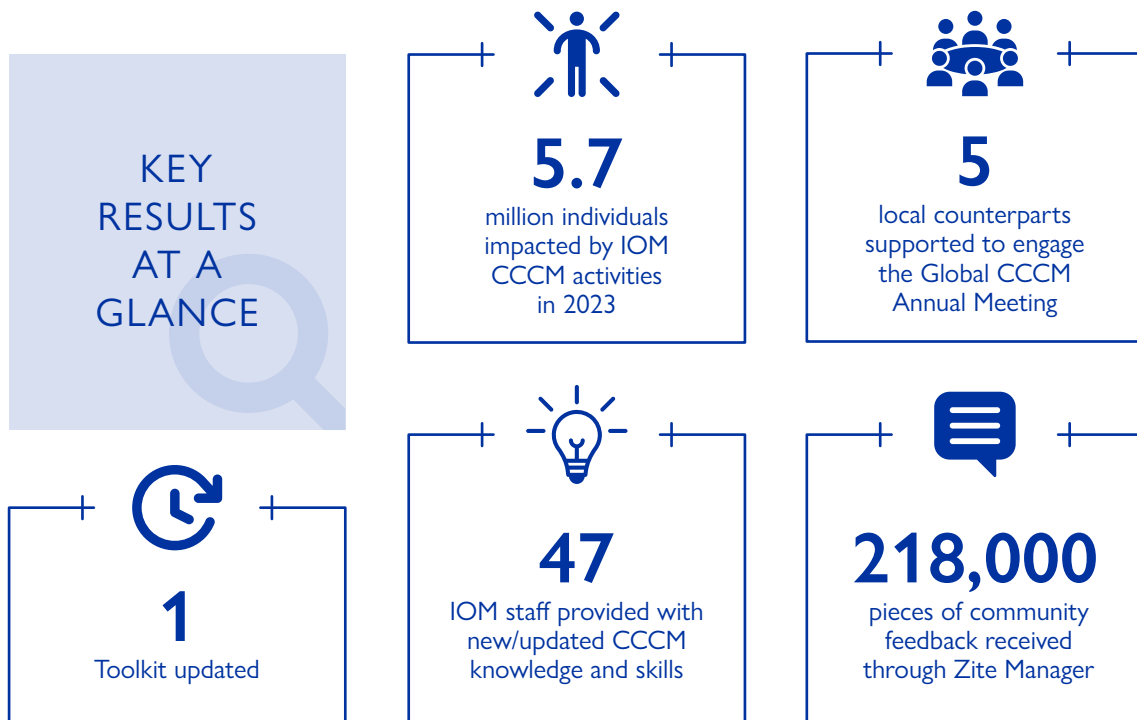 KEY
RESULTS
AT A
GLANCE
5.7
million individuals
impacted by IOM
CCCM activities
in 2023
5
local counterparts
supported to engage
the Global CCCM
Annual Meeting
1
Toolkit updated
47
IOM staff provided with
new/updated CCCM
knowledge and skills
218,000
pieces of community
feedback received
through Zite Manager